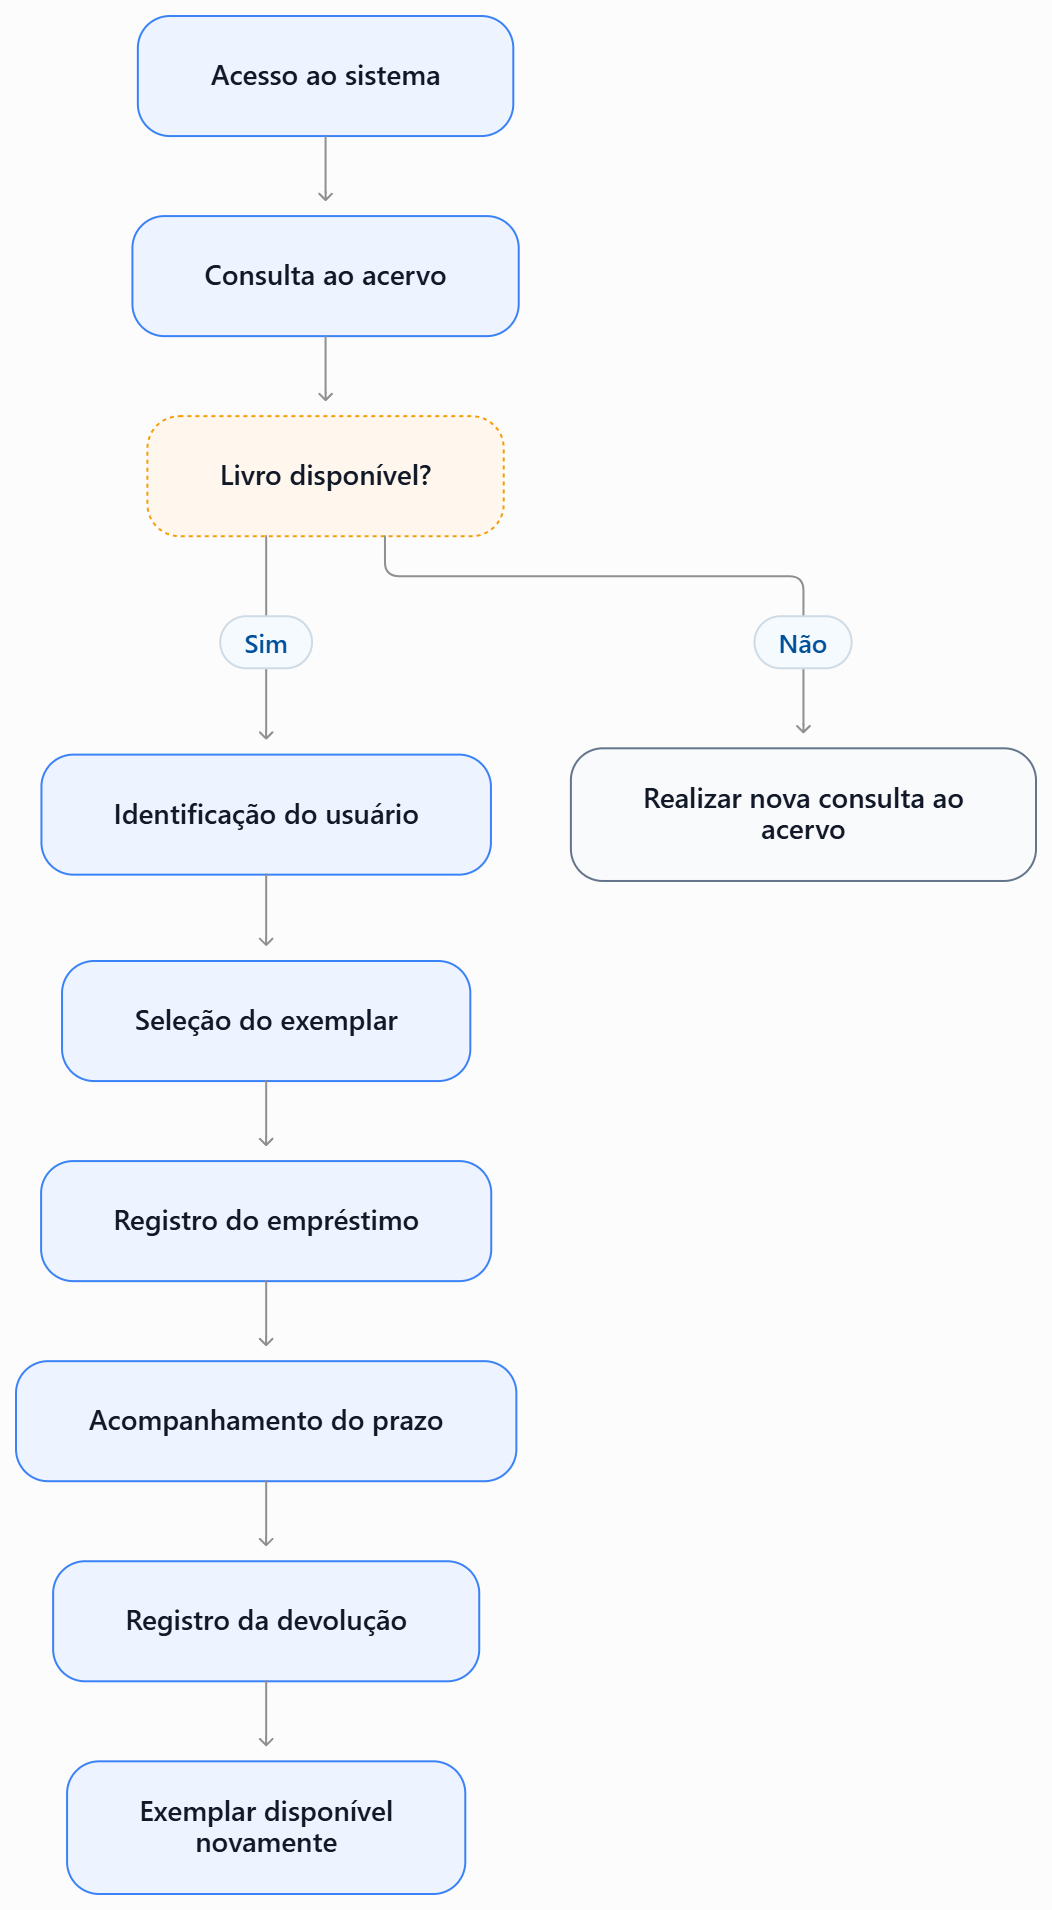 Acesso ao sistema
Consulta ao acervo
Livro disponível?
Sim
Não
Identificação do usuário
Realizar nova consulta ao
acervo
Seleção do exemplar
Registro do empréstimo
Acompanhamento do prazo
Registro da devolução
Exemplar disponível
novamente